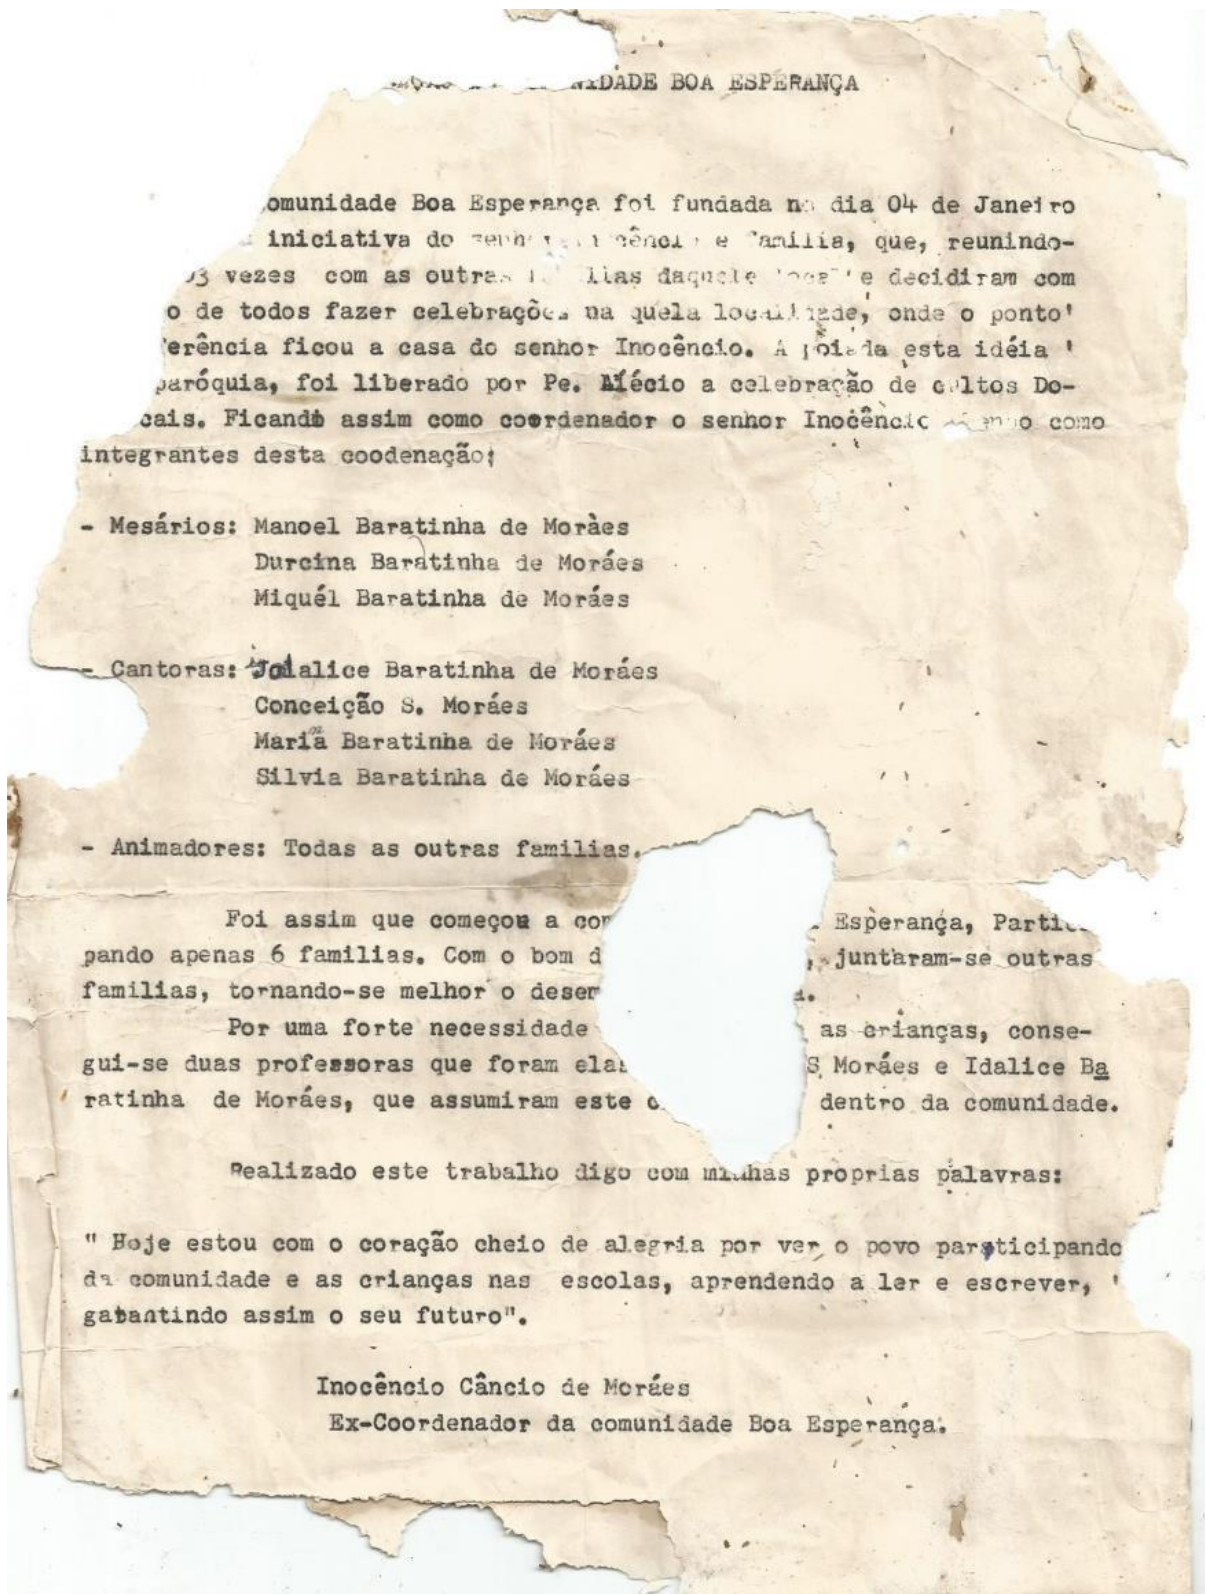 NIDADE BOA ESPERANÇA
omunidade Boa Esperança foi fundada no dia 04 de Janeiro
iniciativa do e familia, que, reunindo-
03 vezes com as outras daquele e decidiram com
o de todos fazer celebrações na quela localidade, onde o ponto'
erência ficou a casa do senhor Inocêncio. A poiada esta idéia '
paróquia, foi liberado por Pe. a celebração de cultos Do-
cais. Ficando assim como coordenador o senhor Inocêncio como
integrantes desta coodenação;
- Mesários: Manoel Baratinha de Moràes
Durcina Baratinha de Moráes
Miquél Baratinha de Moráes
- Cantoras: Baratinha de Moráes
Conceição S. Moráes
Maria Baratinha de Moráes
Silvia Baratinha de Moráes
- Animadores: Todas as outras familias.
Foi assim que começou a com Esperança, Partici
pando apenas 6 familias. Com o bom d , juntaram-se outras
familias, tornando-se melhor o desem
Por uma forte necessidade as crianças, conse-
gui-se duas professoras que foram elas S. Moráes e Idalice Ba
ratinha de Moráes, que assumiram este c dentro da comunidade.
Realizado este trabalho digo com minhas proprias palavras:
" Hoje estou com o coração cheio de alegria por ver o povo parsticipando
da comunidade e as crianças nas escolas, aprendendo a ler e escrever, '
gabantindo assim o seu futuro".
Inocêncio Câncio de Moráes
Ex-Coordenador da comunidade Boa Esperança.